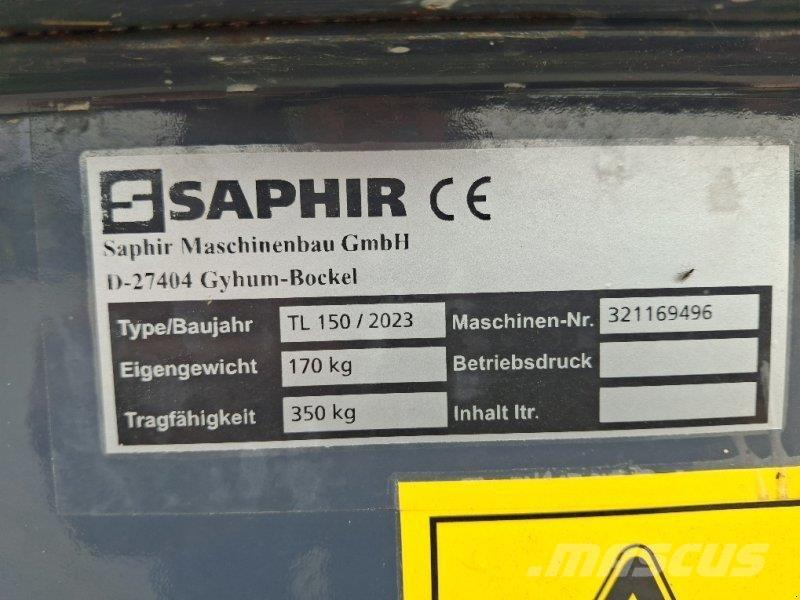 SAPHIR CE
Saphir Maschinenbau GmbH
D-27404 Gyhum-Bockel
Type/Baujahr TL 150 / 2023 Maschinen-Nr. 321169496
Eigengewicht 170 kg Betriebsdruck
Tragfähigkeit 350 kg Inhalt ltr.
mascus